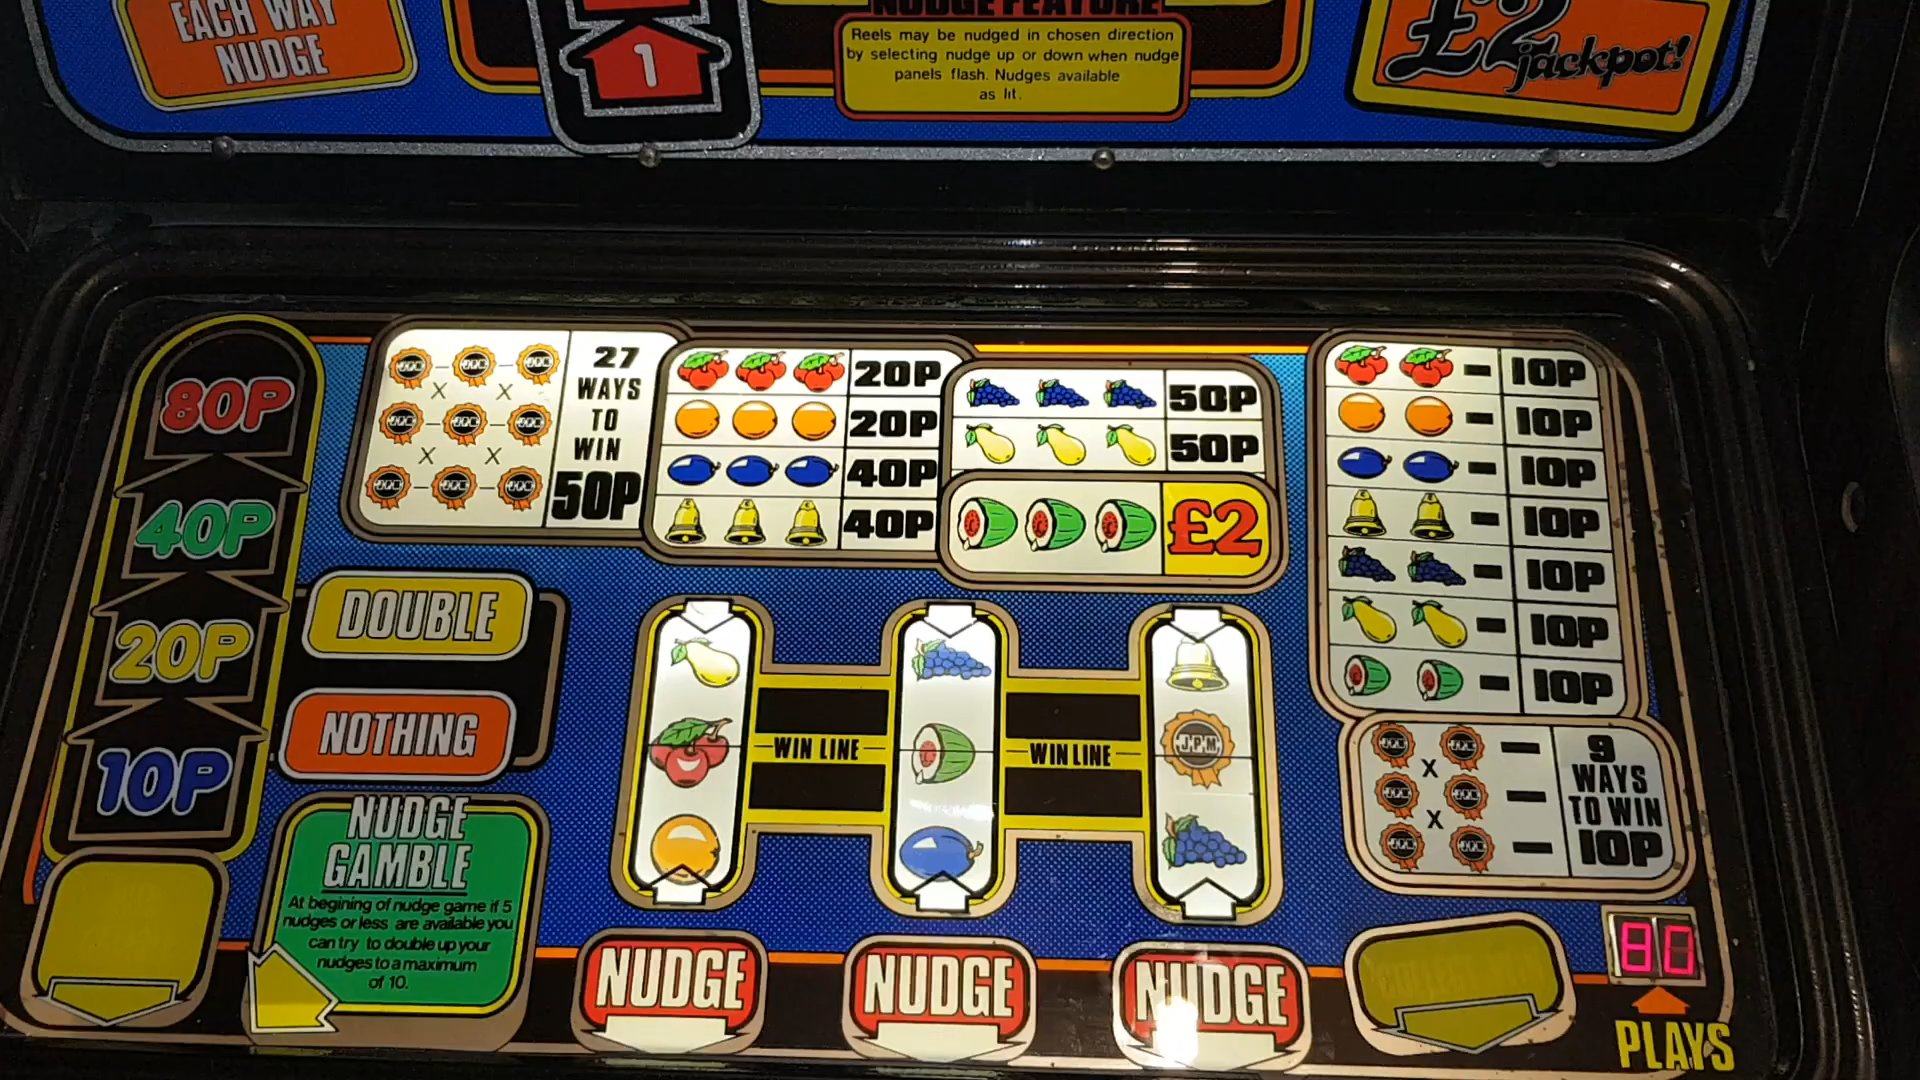 EACH WAY
NUDGE
1
NUDGE FEATURE
Reels may be nudged in chosen direction
by selecting nudge up or down when nudge
panels flash. Nudges available
as lit.
£2
jackpot!
80P
40P
20P
10P
27
WAYS
TO
WIN
50P
20P
20P
40P
40P
50P
50P
£2
10P
10P
10P
10P
10P
10P
10P
9
WAYS
TO WIN
10P
DOUBLE
NOTHING
NUDGE
GAMBLE
At begining of nudge game if 5
nudges or less are available you
can try to double up your
nudges to a maximum
of 10.
WIN LINE
WIN LINE
JPM
NUDGE
NUDGE
NUDGE
80
PLAYS